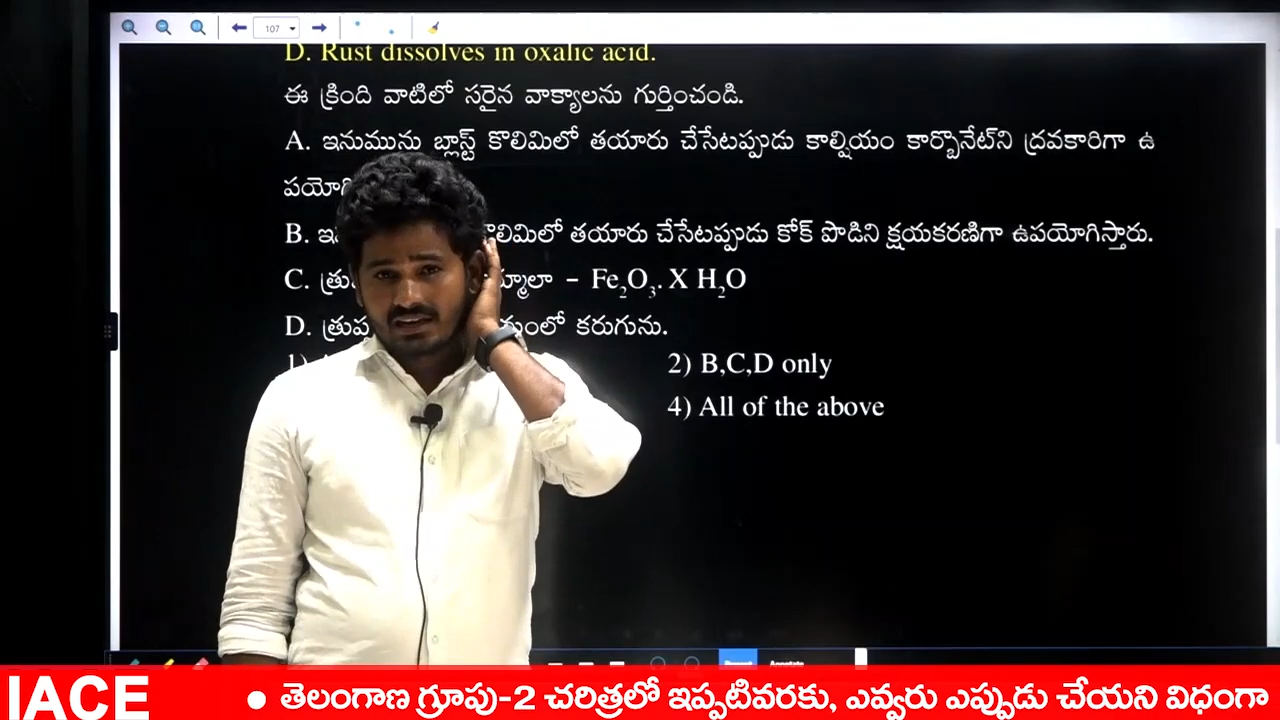 107
D. Rust dissolves in oxalic acid.
ఈ క్రింది వాటిలో సరైన వాక్యాలను గుర్తించండి.
A. ఇనుమును బ్లాస్ట్ కొలిమిలో తయారు చేసేటప్పుడు కాల్షియం కార్బొనేట్‌ని ద్రవకారిగా ఉ
B. తయారు చేసేటప్పుడు కోక్ పొడిని క్షయకరణిగా ఉపయోగిస్తారు.
C. – Fe₂O₃. X H₂O
D. కరుగును.
2) B,C,D only
4) All of the above
IACE • తెలంగాణ గ్రూపు-2 చరిత్రలో ఇప్పటివరకు, ఎవ్వరు ఎప్పుడు చేయని విధంగా